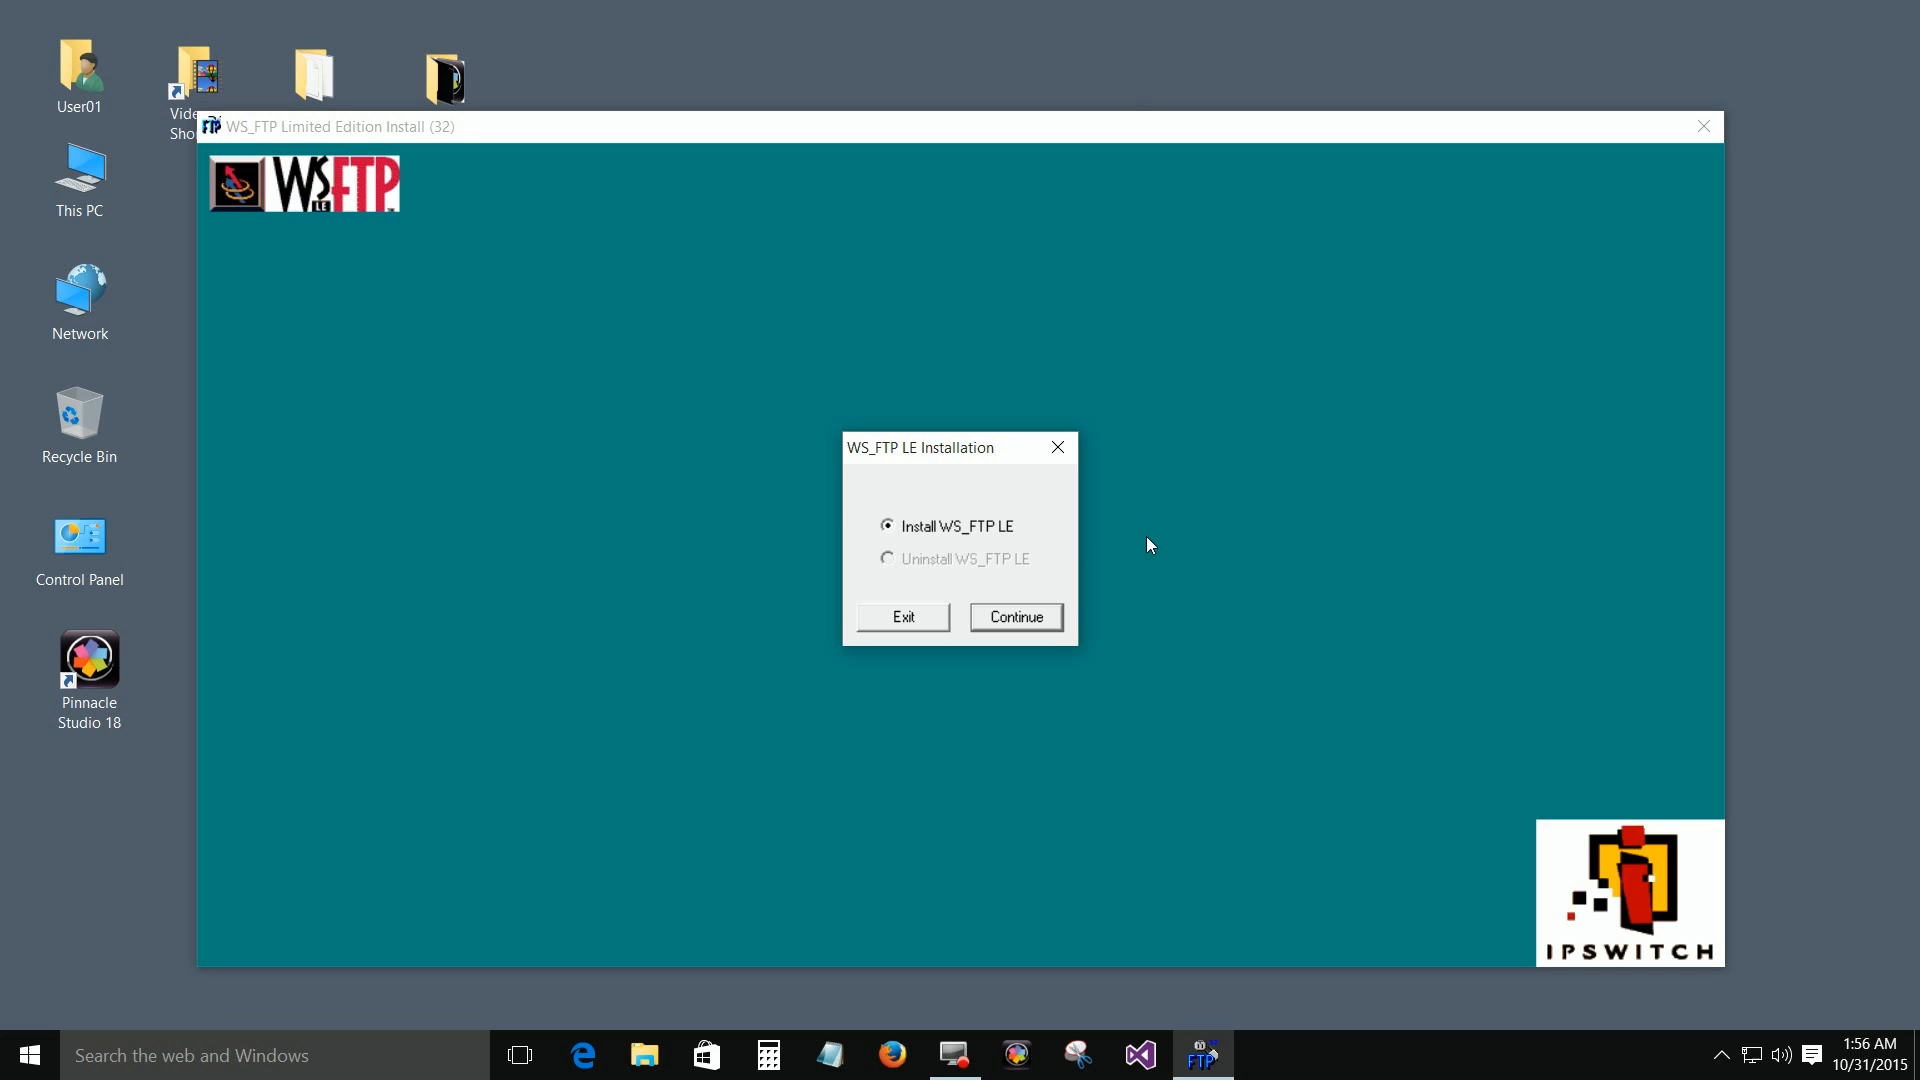 User01
Vide
Sho
This PC
Network
Recycle Bin
Control Panel
Pinnacle
Studio 18
FTP WS_FTP Limited Edition Install (32)
WS FTP
LE
WS_FTP LE Installation
Install WS_FTP LE
Uninstall WS_FTP LE
Exit Continue
IPSWITCH
Search the web and Windows
FTP
1:56 AM
10/31/2015